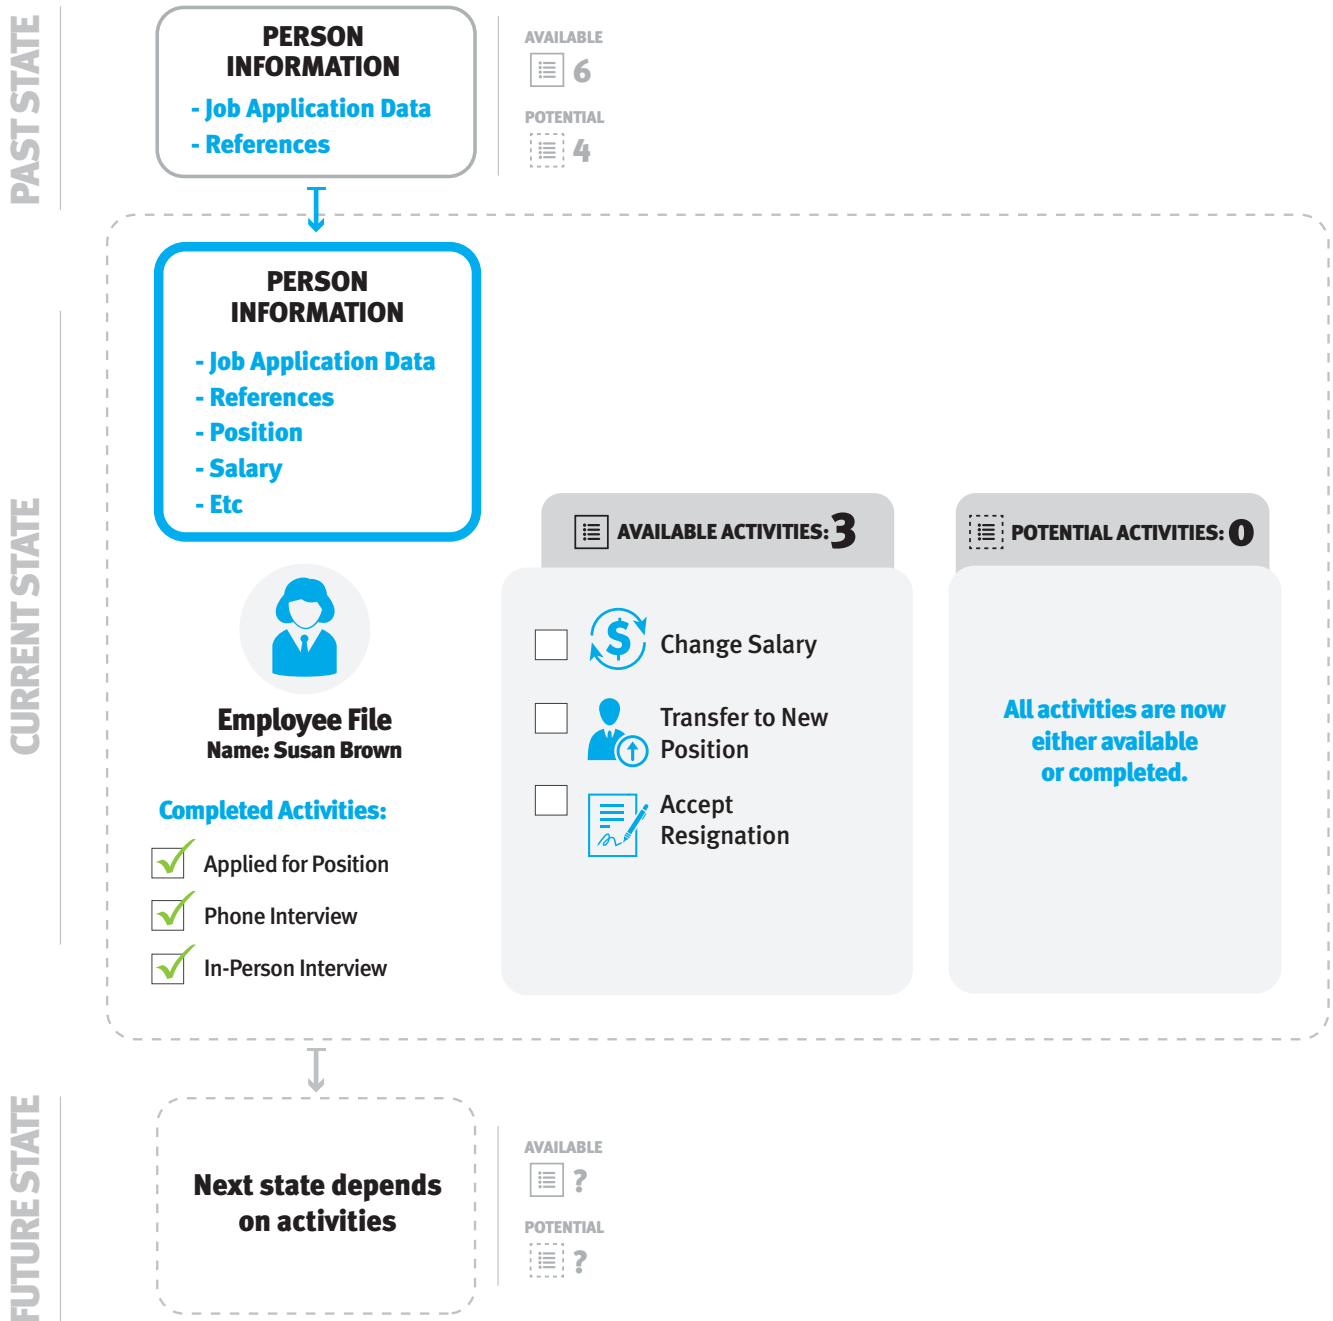 PAST STATE
PERSON
INFORMATION
- Job Application Data
- References
AVAILABLE
6
POTENTIAL
4
CURRENT STATE
PERSON
INFORMATION
- Job Application Data
- References
- Position
- Salary
- Etc
Employee File
Name: Susan Brown
Completed Activities:
Applied for Position
Phone Interview
In-Person Interview
AVAILABLE ACTIVITIES: 3
$ Change Salary
Transfer to New
Position
Accept
Resignation
POTENTIAL ACTIVITIES: 0
All activities are now
either available
or completed.
FUTURE STATE
Next state depends
on activities
AVAILABLE
?
POTENTIAL
?